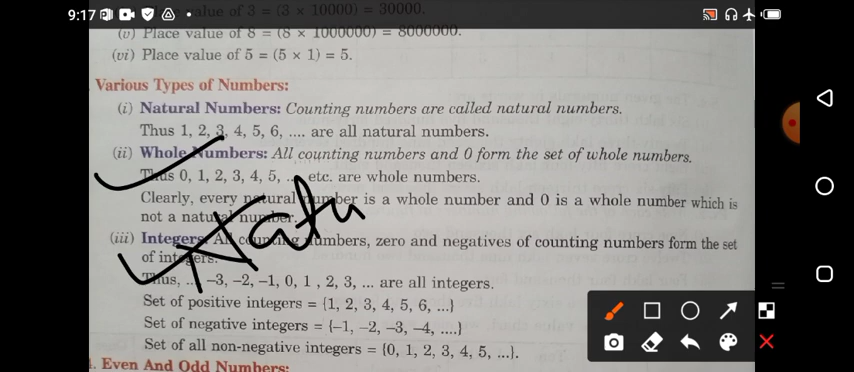 9:17
Place value of 3 = (3 × 10000) = 30000.
(v) Place value of 8 = (8 × 1000000) = 8000000.
(vi) Place value of 5 = (5 × 1) = 5.
Various Types of Numbers:
(i) Natural Numbers: Counting numbers are called natural numbers.
Thus 1, 2, 3, 4, 5, 6, .... are all natural numbers.
(ii) Whole Numbers: All counting numbers and 0 form the set of whole numbers.
Thus 0, 1, 2, 3, 4, 5, ... etc. are whole numbers.
Clearly, every natural number is a whole number and 0 is a whole number which is
not a natural number.
(iii) Integers: All counting numbers, zero and negatives of counting numbers form the set
of integers.
Thus, ... -3, -2, -1, 0, 1 , 2, 3, ... are all integers.
Set of positive integers = {1, 2, 3, 4, 5, 6, ...}
Set of negative integers = {-1, -2, -3, -4, ....}
Set of all non-negative integers = {0, 1, 2, 3, 4, 5, ...}.
. Even And Odd Numbers: